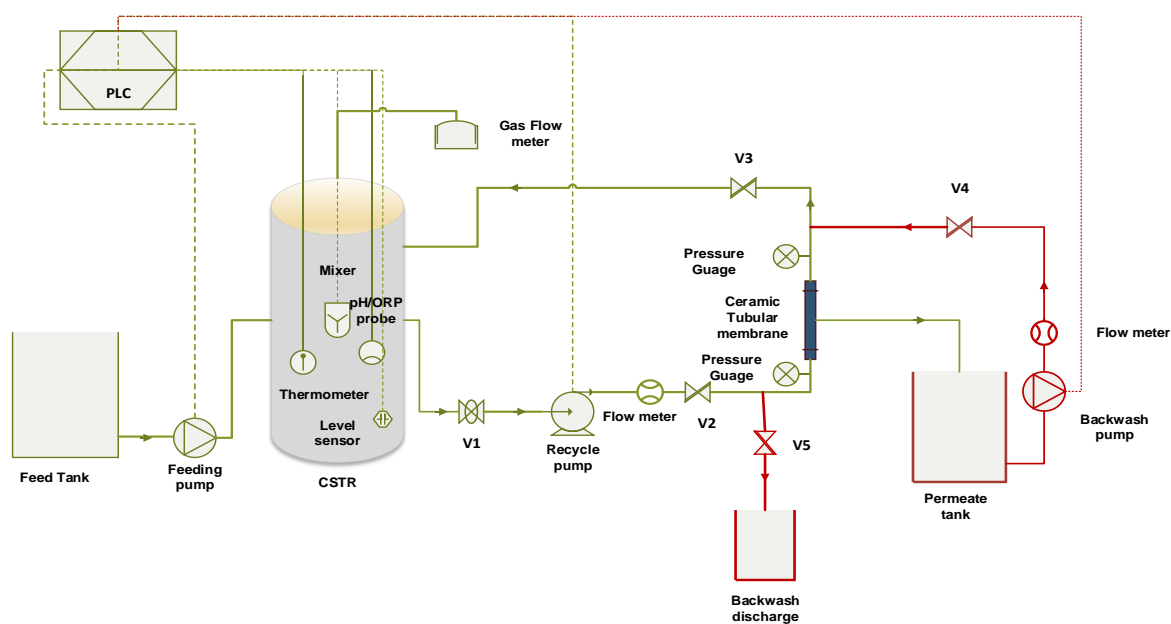 PLC
Gas Flow
meter
V3
V4
Mixer
Pressure
Guage
pH/ORP
probe
Ceramic
Tubular
membrane
Flow meter
Pressure
Guage
Thermometer
Flow meter
Level
sensor
V1
V2
Backwash
pump
V5
Recycle
pump
Feed Tank
Feeding
pump
CSTR
Permeate
tank
Backwash
discharge